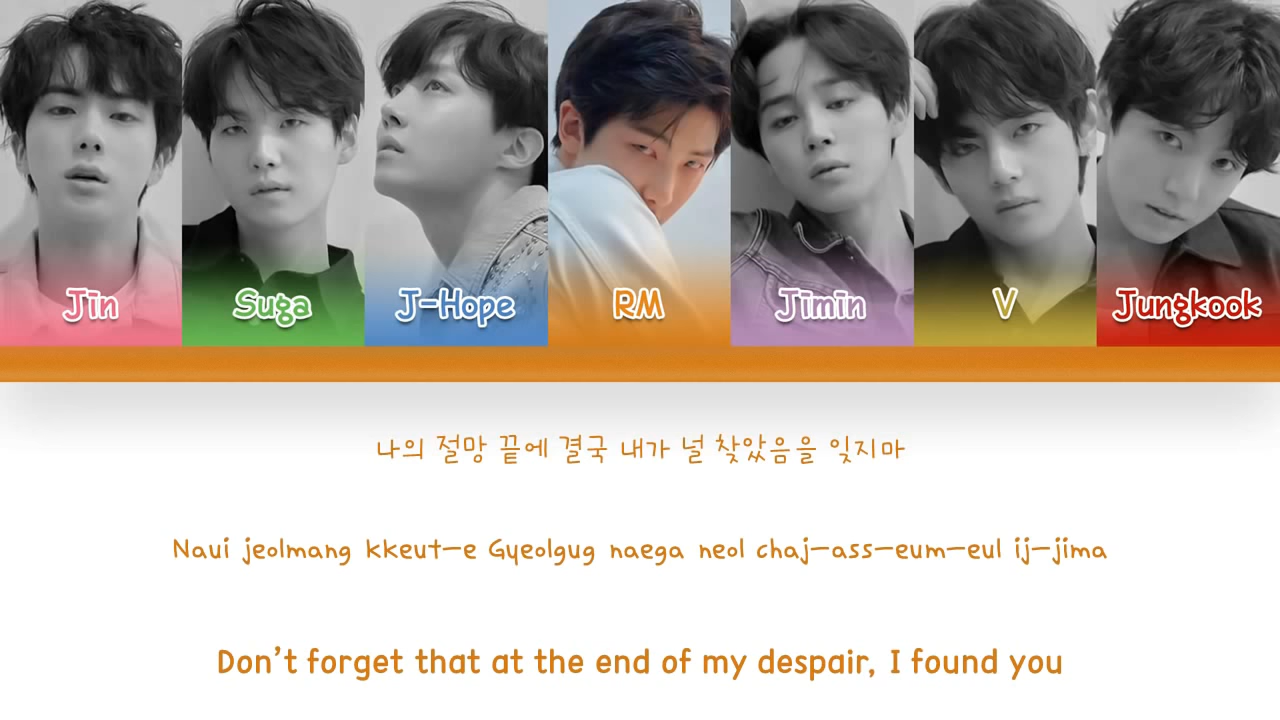 Jin
Suga
J-Hope
RM
Jimin
V
Jungkook
나의 절망 끝에 결국 내가 널 찾았음을 잊지마
Naui jeolmang kkeut-e Gyeolgug naega neol chaj-ass-eum-eul ij-jima
Don't forget that at the end of my despair, I found you